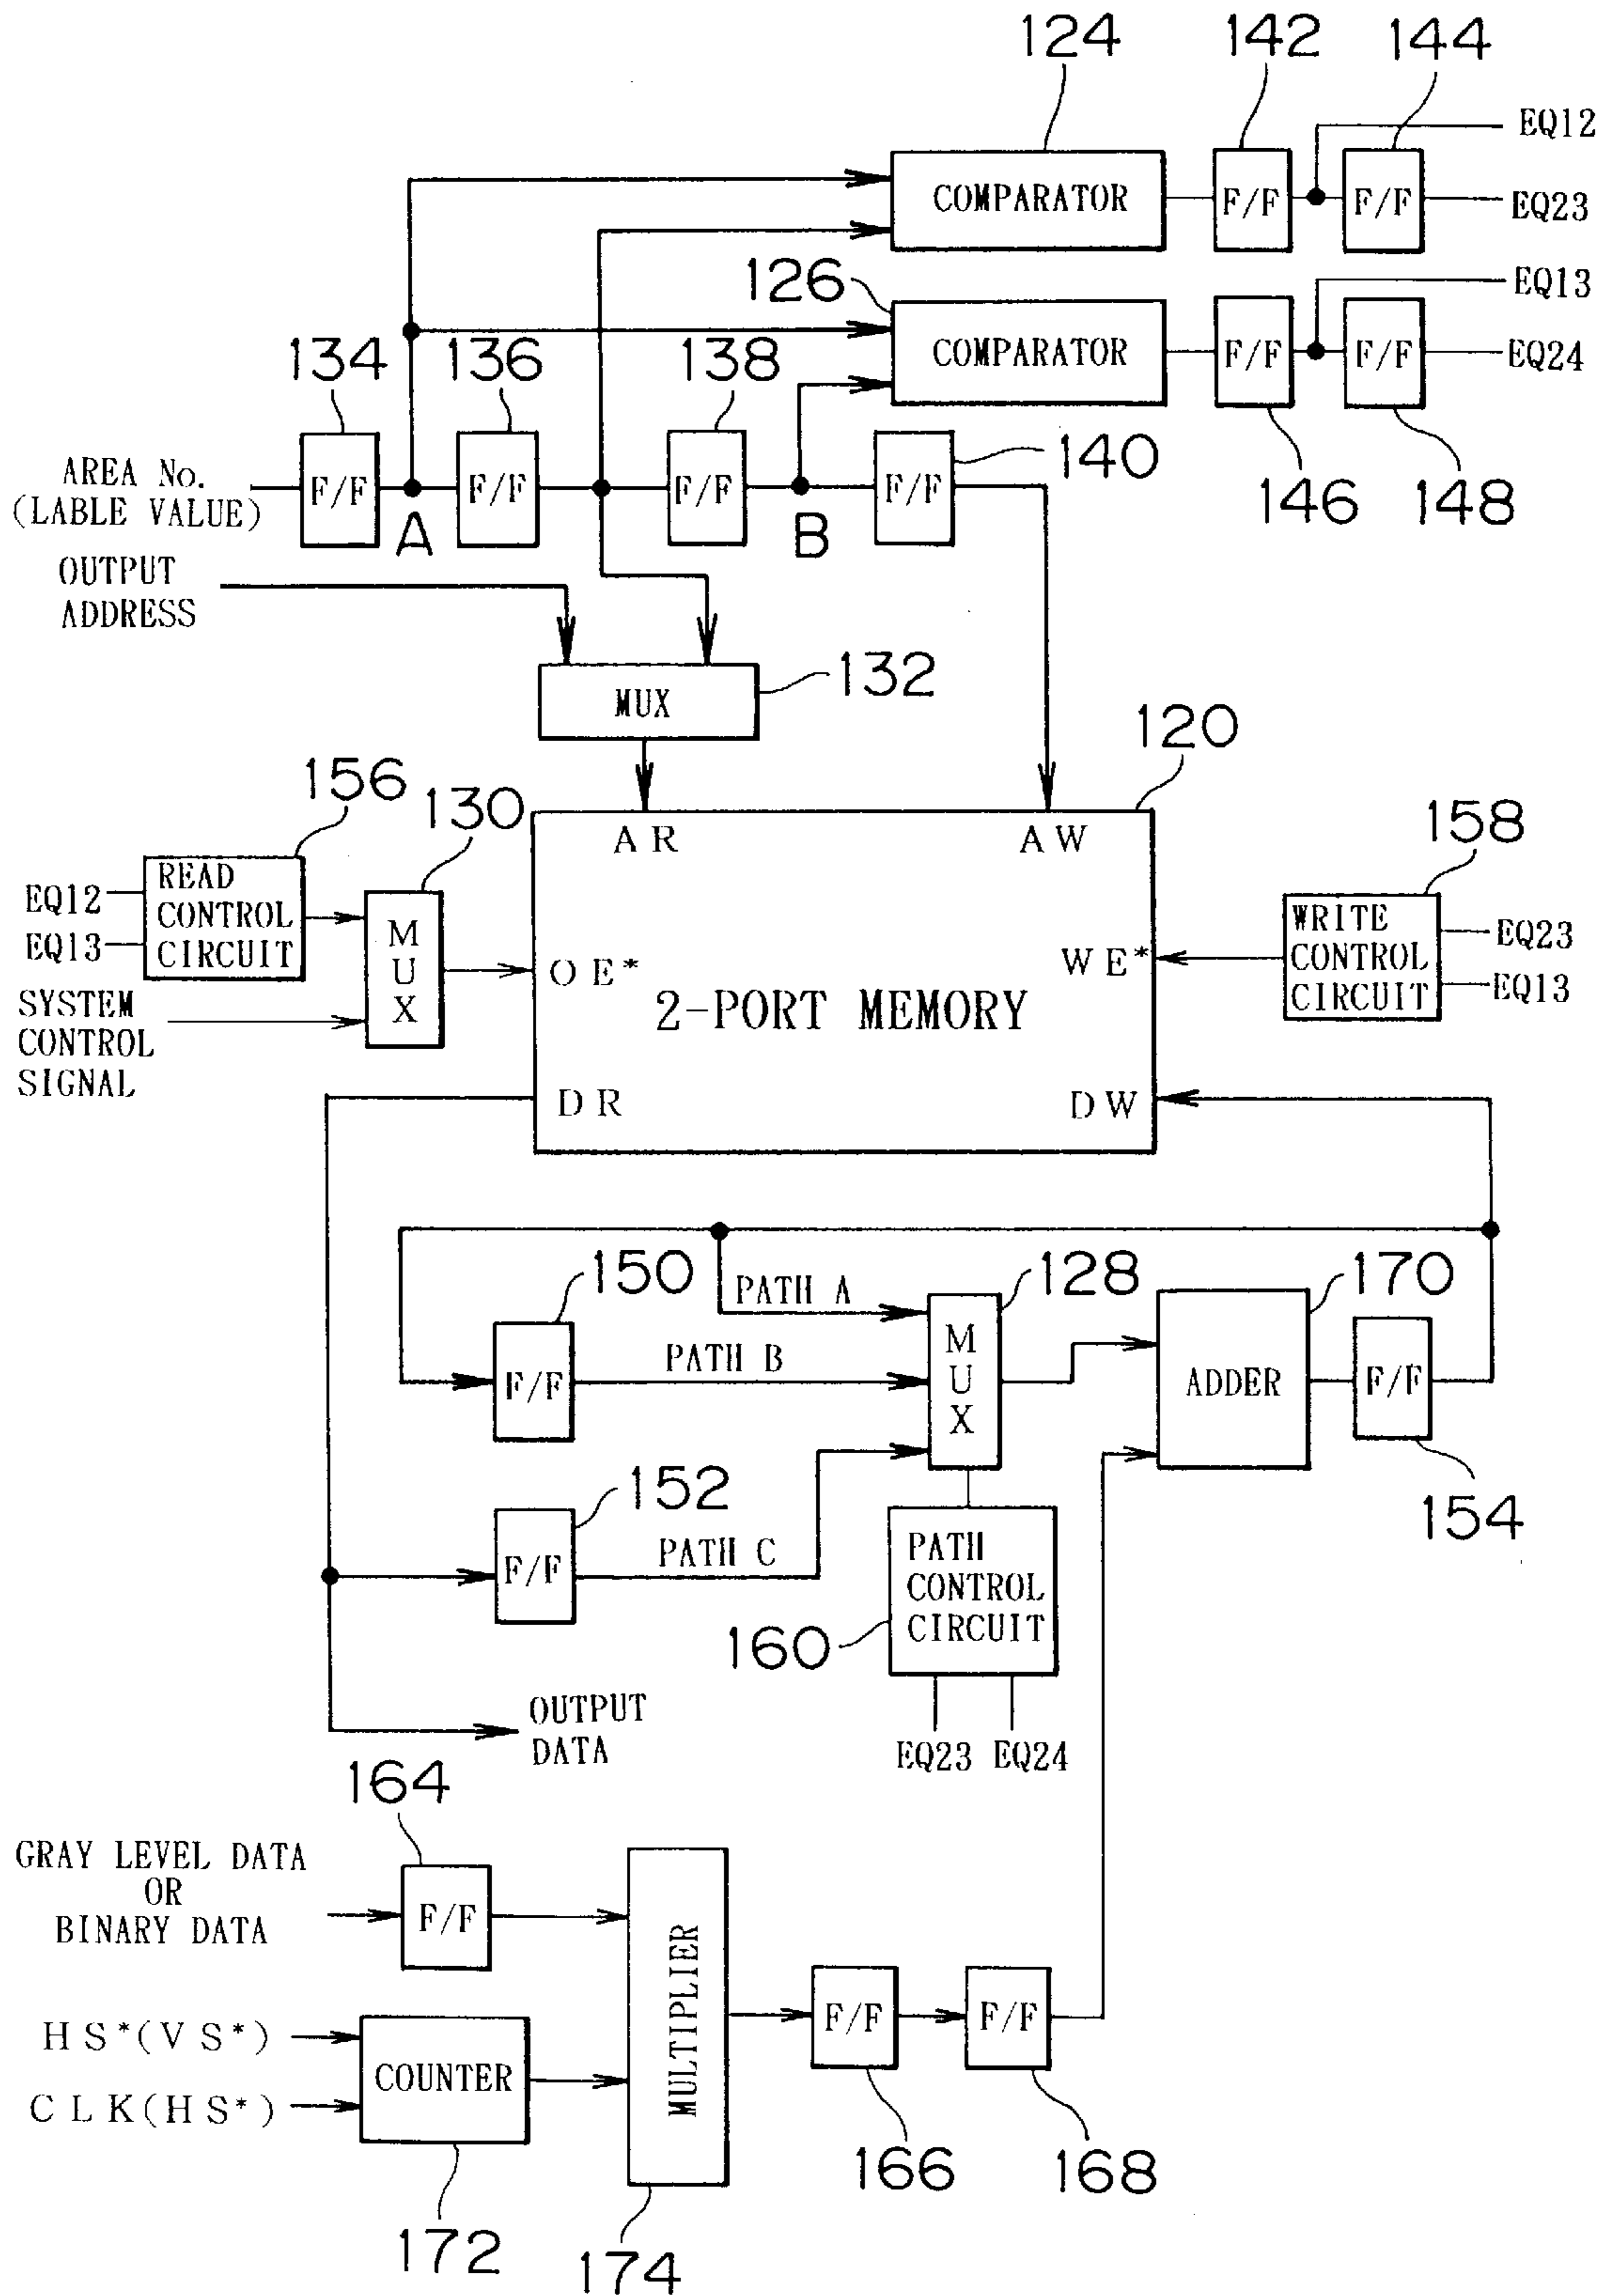 124
142
144
EQ12
COMPARATOR
F/F
F/F
EQ23
126
EQ13
COMPARATOR
F/F
F/F
EQ24
134
136
138
140
146
148
AREA No.
(LABLE VALUE)
F/F
A
F/F
F/F
B
F/F
OUTPUT
ADDRESS
MUX
132
120
156
130
158
AR
AW
EQ12
EQ13
READ
CONTROL
CIRCUIT
MUX
OE*
WE*
WRITE
CONTROL
CIRCUIT
EQ23
EQ13
SYSTEM
CONTROL
SIGNAL
2-PORT MEMORY
DR
DW
150
PATH A
128
170
F/F
PATH B
MUX
ADDER
F/F
154
152
F/F
PATH C
PATH
CONTROL
CIRCUIT
160
EQ23
EQ24
OUTPUT
DATA
164
GRAY LEVEL DATA
OR
BINARY DATA
F/F
MULTIPLIER
F/F
F/F
HS*(VS*)
CLK(HS*)
COUNTER
166
168
172
174